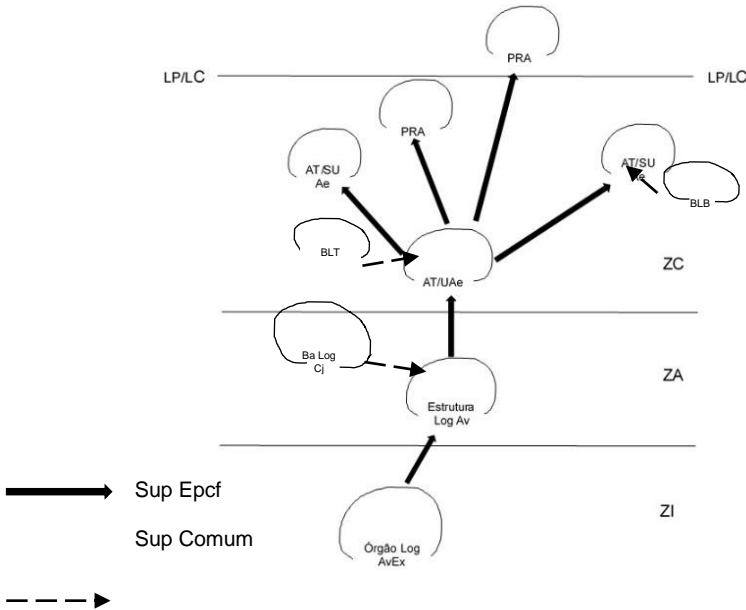 PRA
LP/LC
LP/LC
PRA
AT/SU
Ae
AT/SU
BLB
BLT
ZC
AT/UAe
Ba Log
Cj
ZA
Estrutura
Log Av
Sup Epcf
Sup Comum
ZI
Órgão Log
AvEx